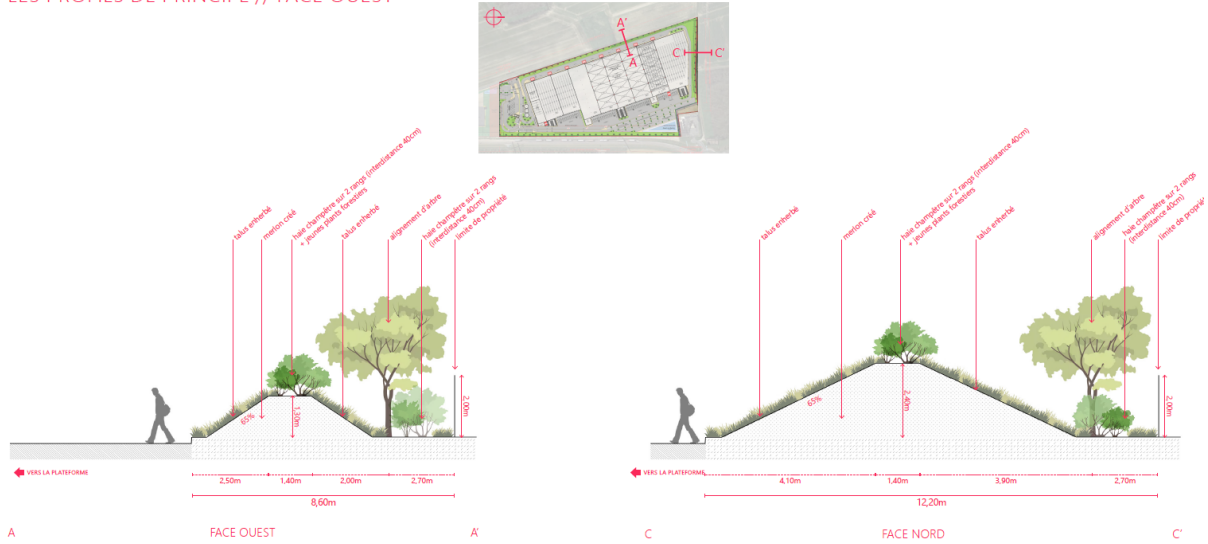 LES PROFILS DE PRINCIPE // FACE OUEST
A'
A
C
C'
talus enherbé
merlon créé
haie champêtre sur 2 rangs (interdistance 40cm)
+ jeunes plants forestiers
talus enherbé
alignement d'arbre
haie champêtre sur 2 rangs
(interdistance 40cm)
limite de propriété
65%
1,30m
2,00m
VERS LA PLATEFORME
2,50m
1,40m
2,00m
2,70m
8,60m
A
FACE OUEST
A'
talus enherbé
merlon créé
haie champêtre sur 2 rangs (interdistance 40cm)
+ jeunes plants forestiers
talus enherbé
alignement d'arbre
haie champêtre sur 2 rangs
(interdistance 40cm)
limite de propriété
65%
2,40m
2,00m
VERS LA PLATEFORME
4,10m
1,40m
3,90m
2,70m
12,20m
C
FACE NORD
C'